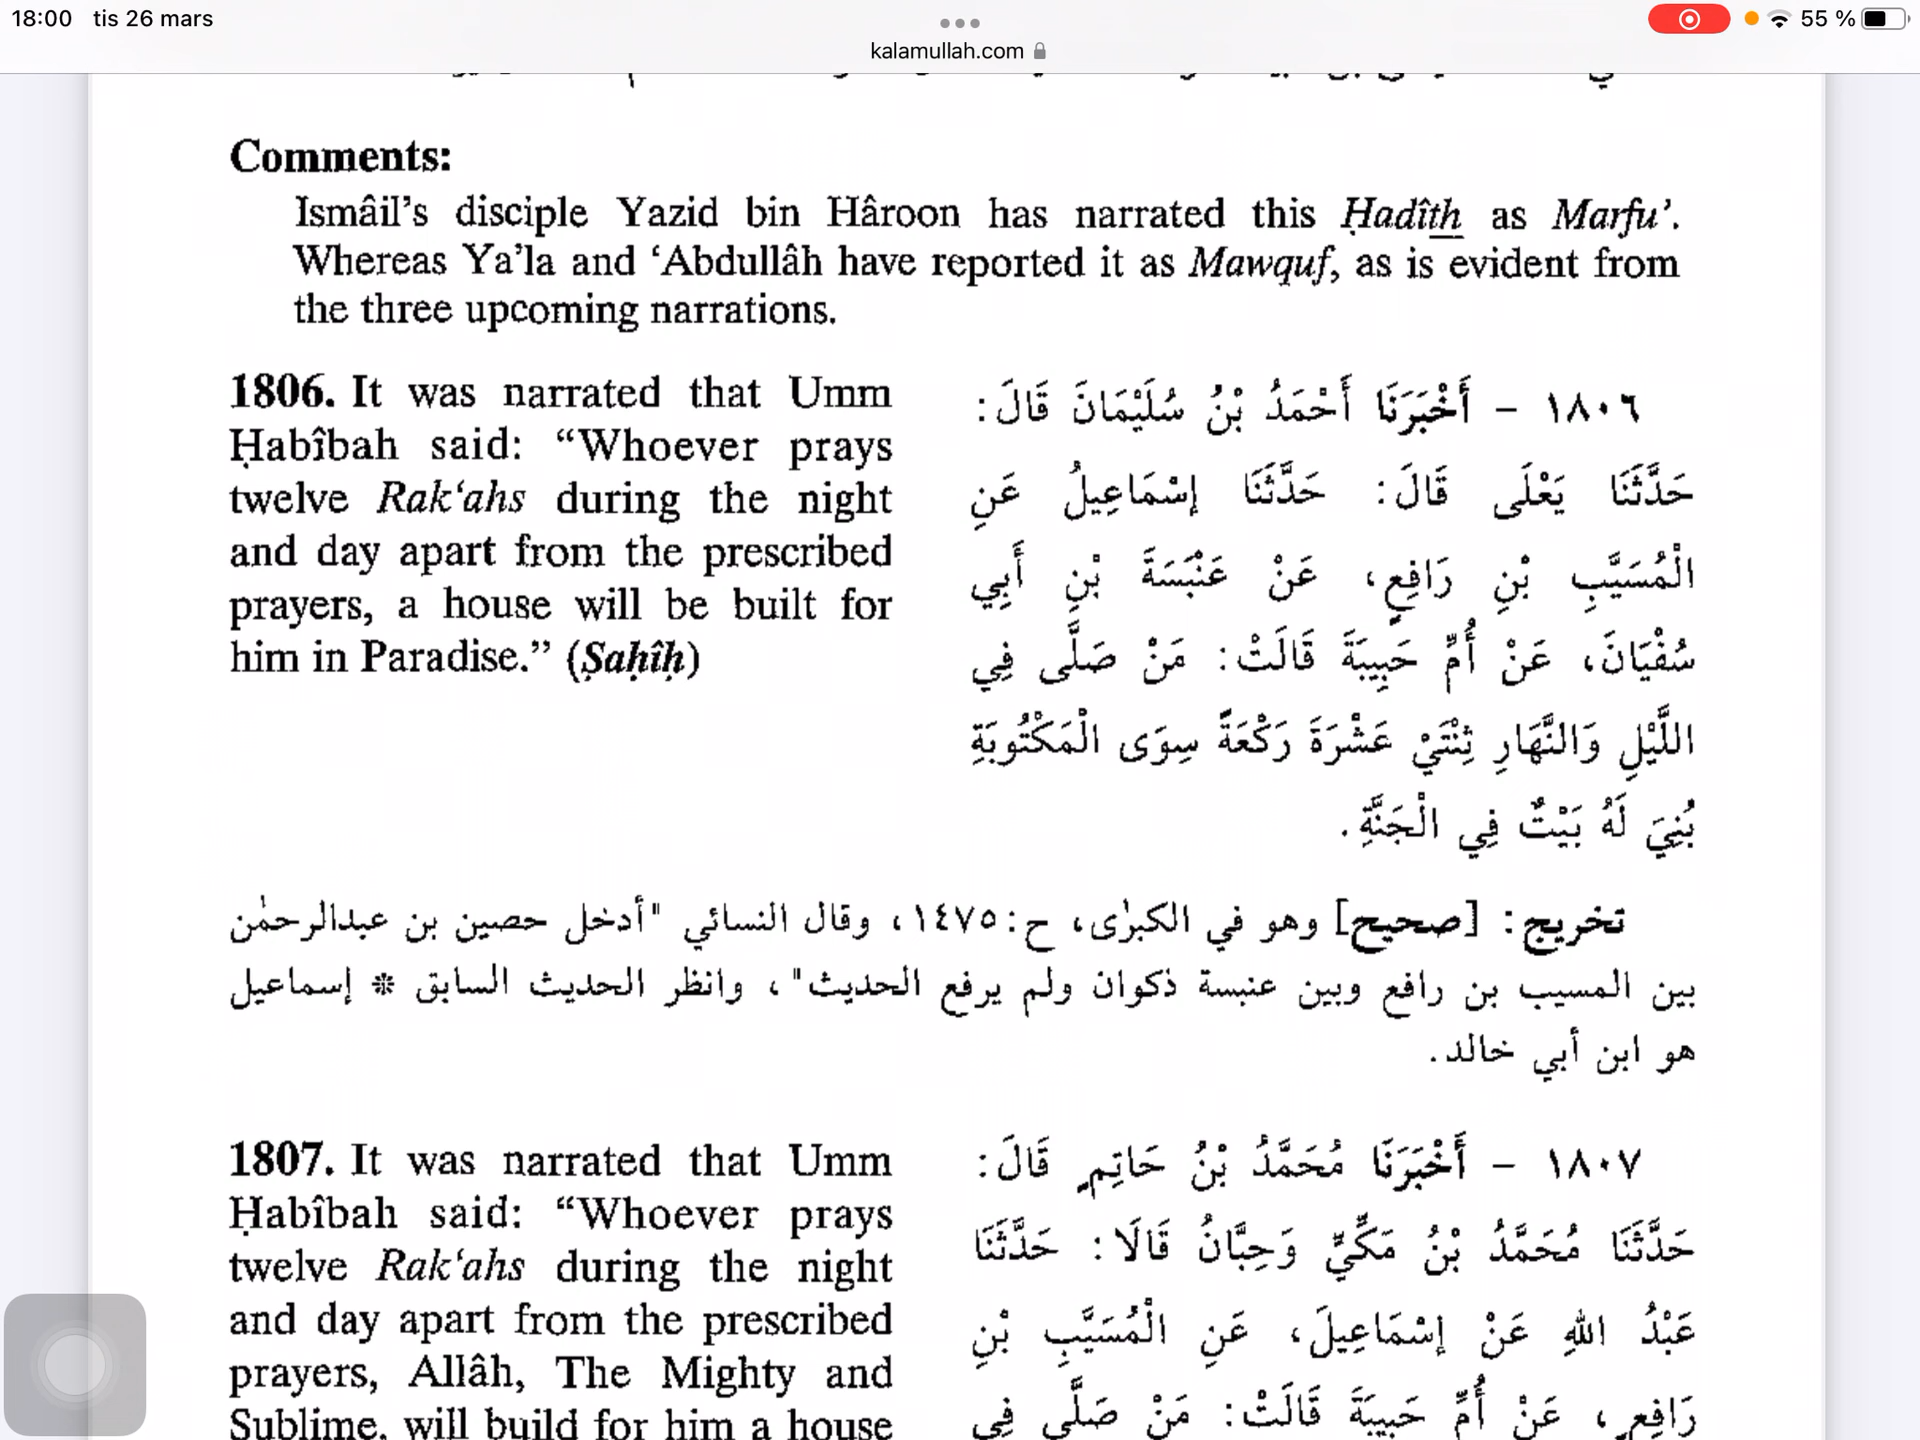 18:00 tis 26 mars
55 %
kalamullah.com
Comments:
Ismâil’s disciple Yazid bin Hâroon has narrated this Ḥadîth as Marfu’.
Whereas Ya’la and ‘Abdullâh have reported it as Mawquf, as is evident from
the three upcoming narrations.
1806. It was narrated that Umm
Ḥabîbah said: “Whoever prays
twelve Rak‘ahs during the night
and day apart from the prescribed
prayers, a house will be built for
him in Paradise.” (Ṣaḥîḥ)
١٨٠٦ – أَخْبَرَنَا أَحْمَدُ بْنُ سُلَيْمَانَ قَالَ:
حَدَّثَنَا يَعْلَى قَالَ: حَدَّثَنَا إِسْمَاعِيلُ عَنِ
الْمُسَيَّبِ بْنِ رَافِعٍ، عَنْ عَنْبَسَةَ بْنِ أَبِي
سُفْيَانَ، عَنْ أُمِّ حَبِيبَةَ قَالَتْ: مَنْ صَلَّى فِي
اللَّيْلِ وَالنَّهَارِ ثِنْتَيْ عَشْرَةَ رَكْعَةً سِوَى الْمَكْتُوبَةِ
بُنِيَ لَهُ بَيْتٌ فِي الْجَنَّةِ.
تخريج: [صحيح] وهو في الكبرٰى، ح:١٤٧٥، وقال النسائي "أدخل حصين بن عبدالرحمٰن
بين المسيب بن رافع وبين عنبسة ذكوان ولم يرفع الحديث"، وانظر الحديث السابق * إسماعيل
هو ابن أبي خالد.
1807. It was narrated that Umm
Ḥabîbah said: “Whoever prays
twelve Rak‘ahs during the night
and day apart from the prescribed
prayers, Allâh, The Mighty and
Sublime, will build for him a house
١٨٠٧ – أَخْبَرَنَا مُحَمَّدُ بْنُ حَاتِمٍ قَالَ:
حَدَّثَنَا مُحَمَّدُ بْنُ مَكِّيٍّ وَحِبَّانُ قَالَا: حَدَّثَنَا
عَبْدُ اللهِ عَنْ إِسْمَاعِيلَ، عَنِ الْمُسَيَّبِ بْنِ
رَافِعٍ، عَنْ أُمِّ حَبِيبَةَ قَالَتْ: مَنْ صَلَّى فِي